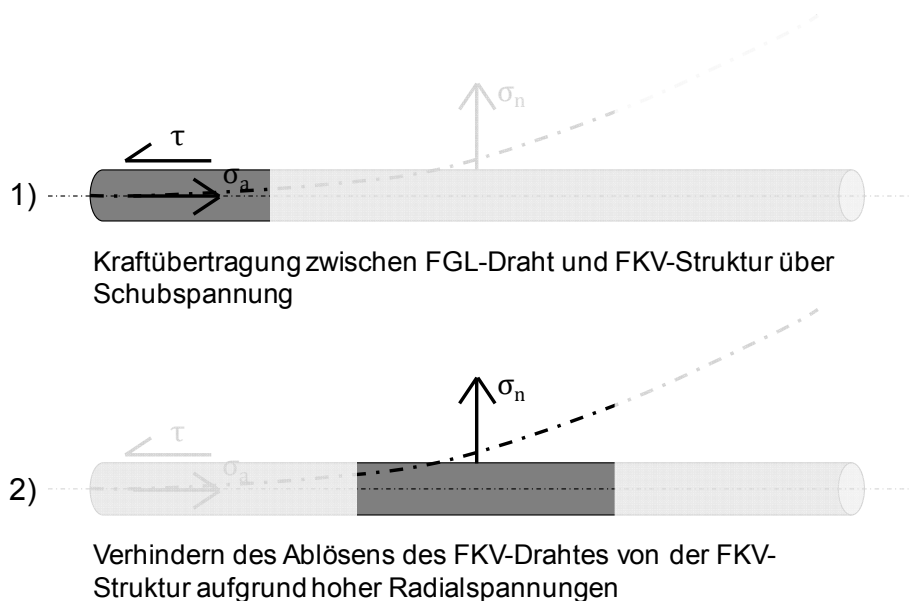 σn
τ
σa
1)
Kraftübertragung zwischen FGL-Draht und FKV-Struktur über
Schubspannung
σn
τ
σa
2)
Verhindern des Ablösens des FKV-Drahtes von der FKV-
Struktur aufgrund hoher Radialspannungen